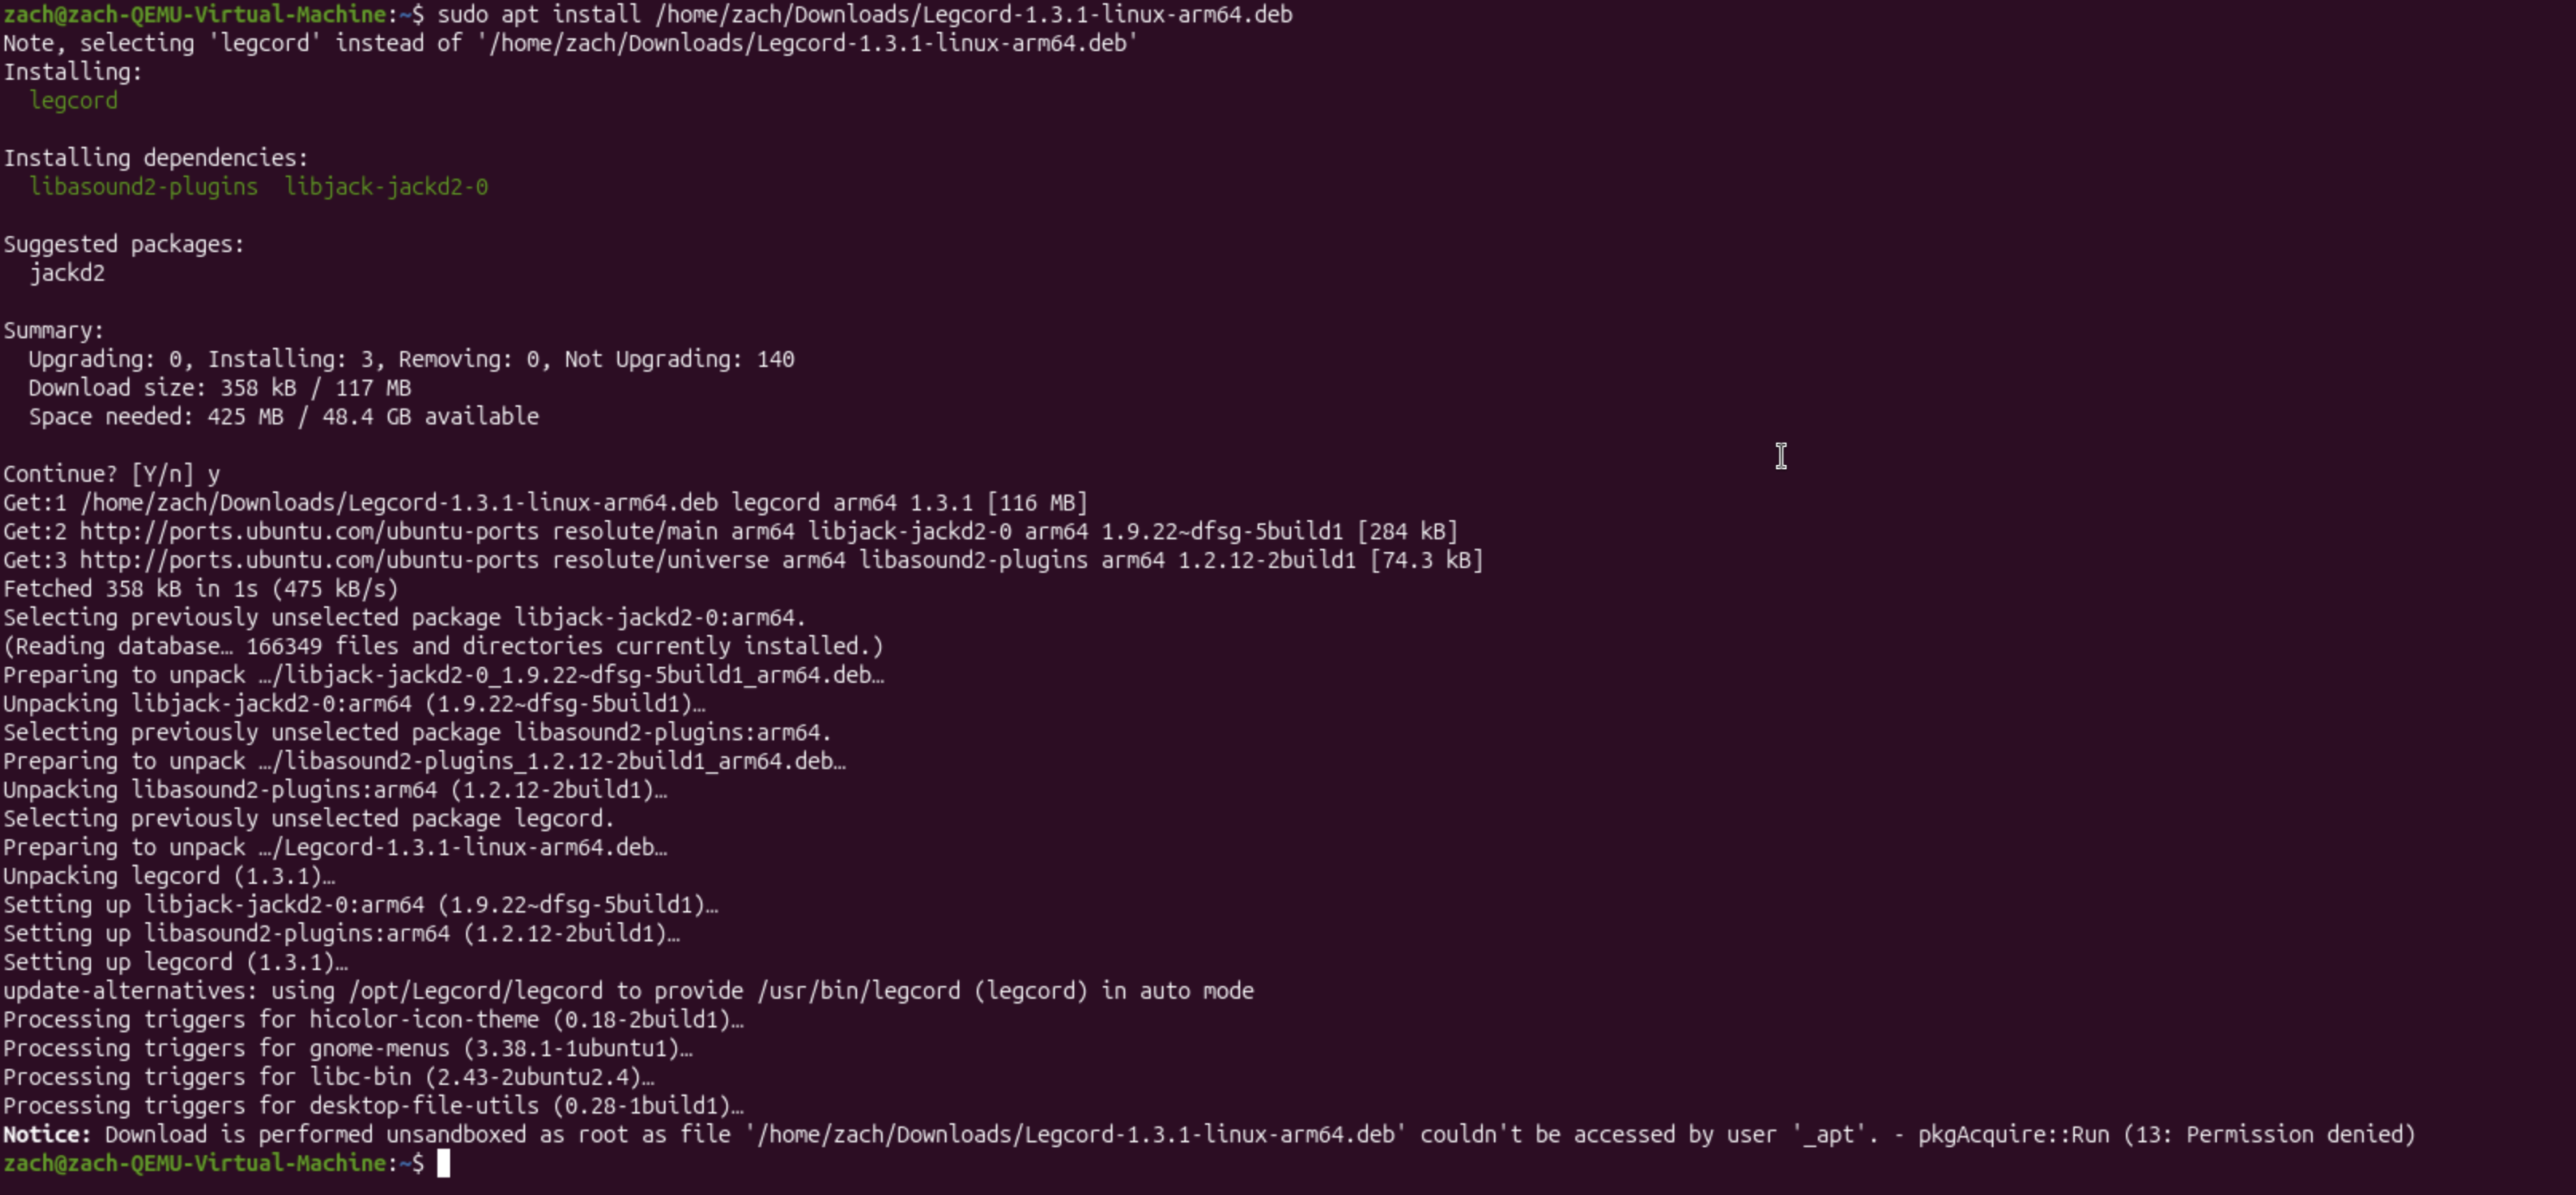 zach@zach-QEMU-Virtual-Machine:~$ sudo apt install /home/zach/Downloads/Legcord-1.3.1-linux-arm64.deb
Note, selecting 'legcord' instead of '/home/zach/Downloads/Legcord-1.3.1-linux-arm64.deb'
Installing:
  legcord

Installing dependencies:
  libasound2-plugins  libjack-jackd2-0

Suggested packages:
  jackd2

Summary:
  Upgrading: 0, Installing: 3, Removing: 0, Not Upgrading: 140
  Download size: 358 kB / 117 MB
  Space needed: 425 MB / 48.4 GB available

Continue? [Y/n] y
Get:1 /home/zach/Downloads/Legcord-1.3.1-linux-arm64.deb legcord arm64 1.3.1 [116 MB]
Get:2 http://ports.ubuntu.com/ubuntu-ports resolute/main arm64 libjack-jackd2-0 arm64 1.9.22~dfsg-5build1 [284 kB]
Get:3 http://ports.ubuntu.com/ubuntu-ports resolute/universe arm64 libasound2-plugins arm64 1.2.12-2build1 [74.3 kB]
Fetched 358 kB in 1s (475 kB/s)
Selecting previously unselected package libjack-jackd2-0:arm64.
(Reading database… 166349 files and directories currently installed.)
Preparing to unpack …/libjack-jackd2-0_1.9.22~dfsg-5build1_arm64.deb…
Unpacking libjack-jackd2-0:arm64 (1.9.22~dfsg-5build1)…
Selecting previously unselected package libasound2-plugins:arm64.
Preparing to unpack …/libasound2-plugins_1.2.12-2build1_arm64.deb…
Unpacking libasound2-plugins:arm64 (1.2.12-2build1)…
Selecting previously unselected package legcord.
Preparing to unpack …/Legcord-1.3.1-linux-arm64.deb…
Unpacking legcord (1.3.1)…
Setting up libjack-jackd2-0:arm64 (1.9.22~dfsg-5build1)…
Setting up libasound2-plugins:arm64 (1.2.12-2build1)…
Setting up legcord (1.3.1)…
update-alternatives: using /opt/Legcord/legcord to provide /usr/bin/legcord (legcord) in auto mode
Processing triggers for hicolor-icon-theme (0.18-2build1)…
Processing triggers for gnome-menus (3.38.1-1ubuntu1)…
Processing triggers for libc-bin (2.43-2ubuntu2.4)…
Processing triggers for desktop-file-utils (0.28-1build1)…
Notice: Download is performed unsandboxed as root as file '/home/zach/Downloads/Legcord-1.3.1-linux-arm64.deb' couldn't be accessed by user '_apt'. - pkgAcquire::Run (13: Permission denied)
zach@zach-QEMU-Virtual-Machine:~$